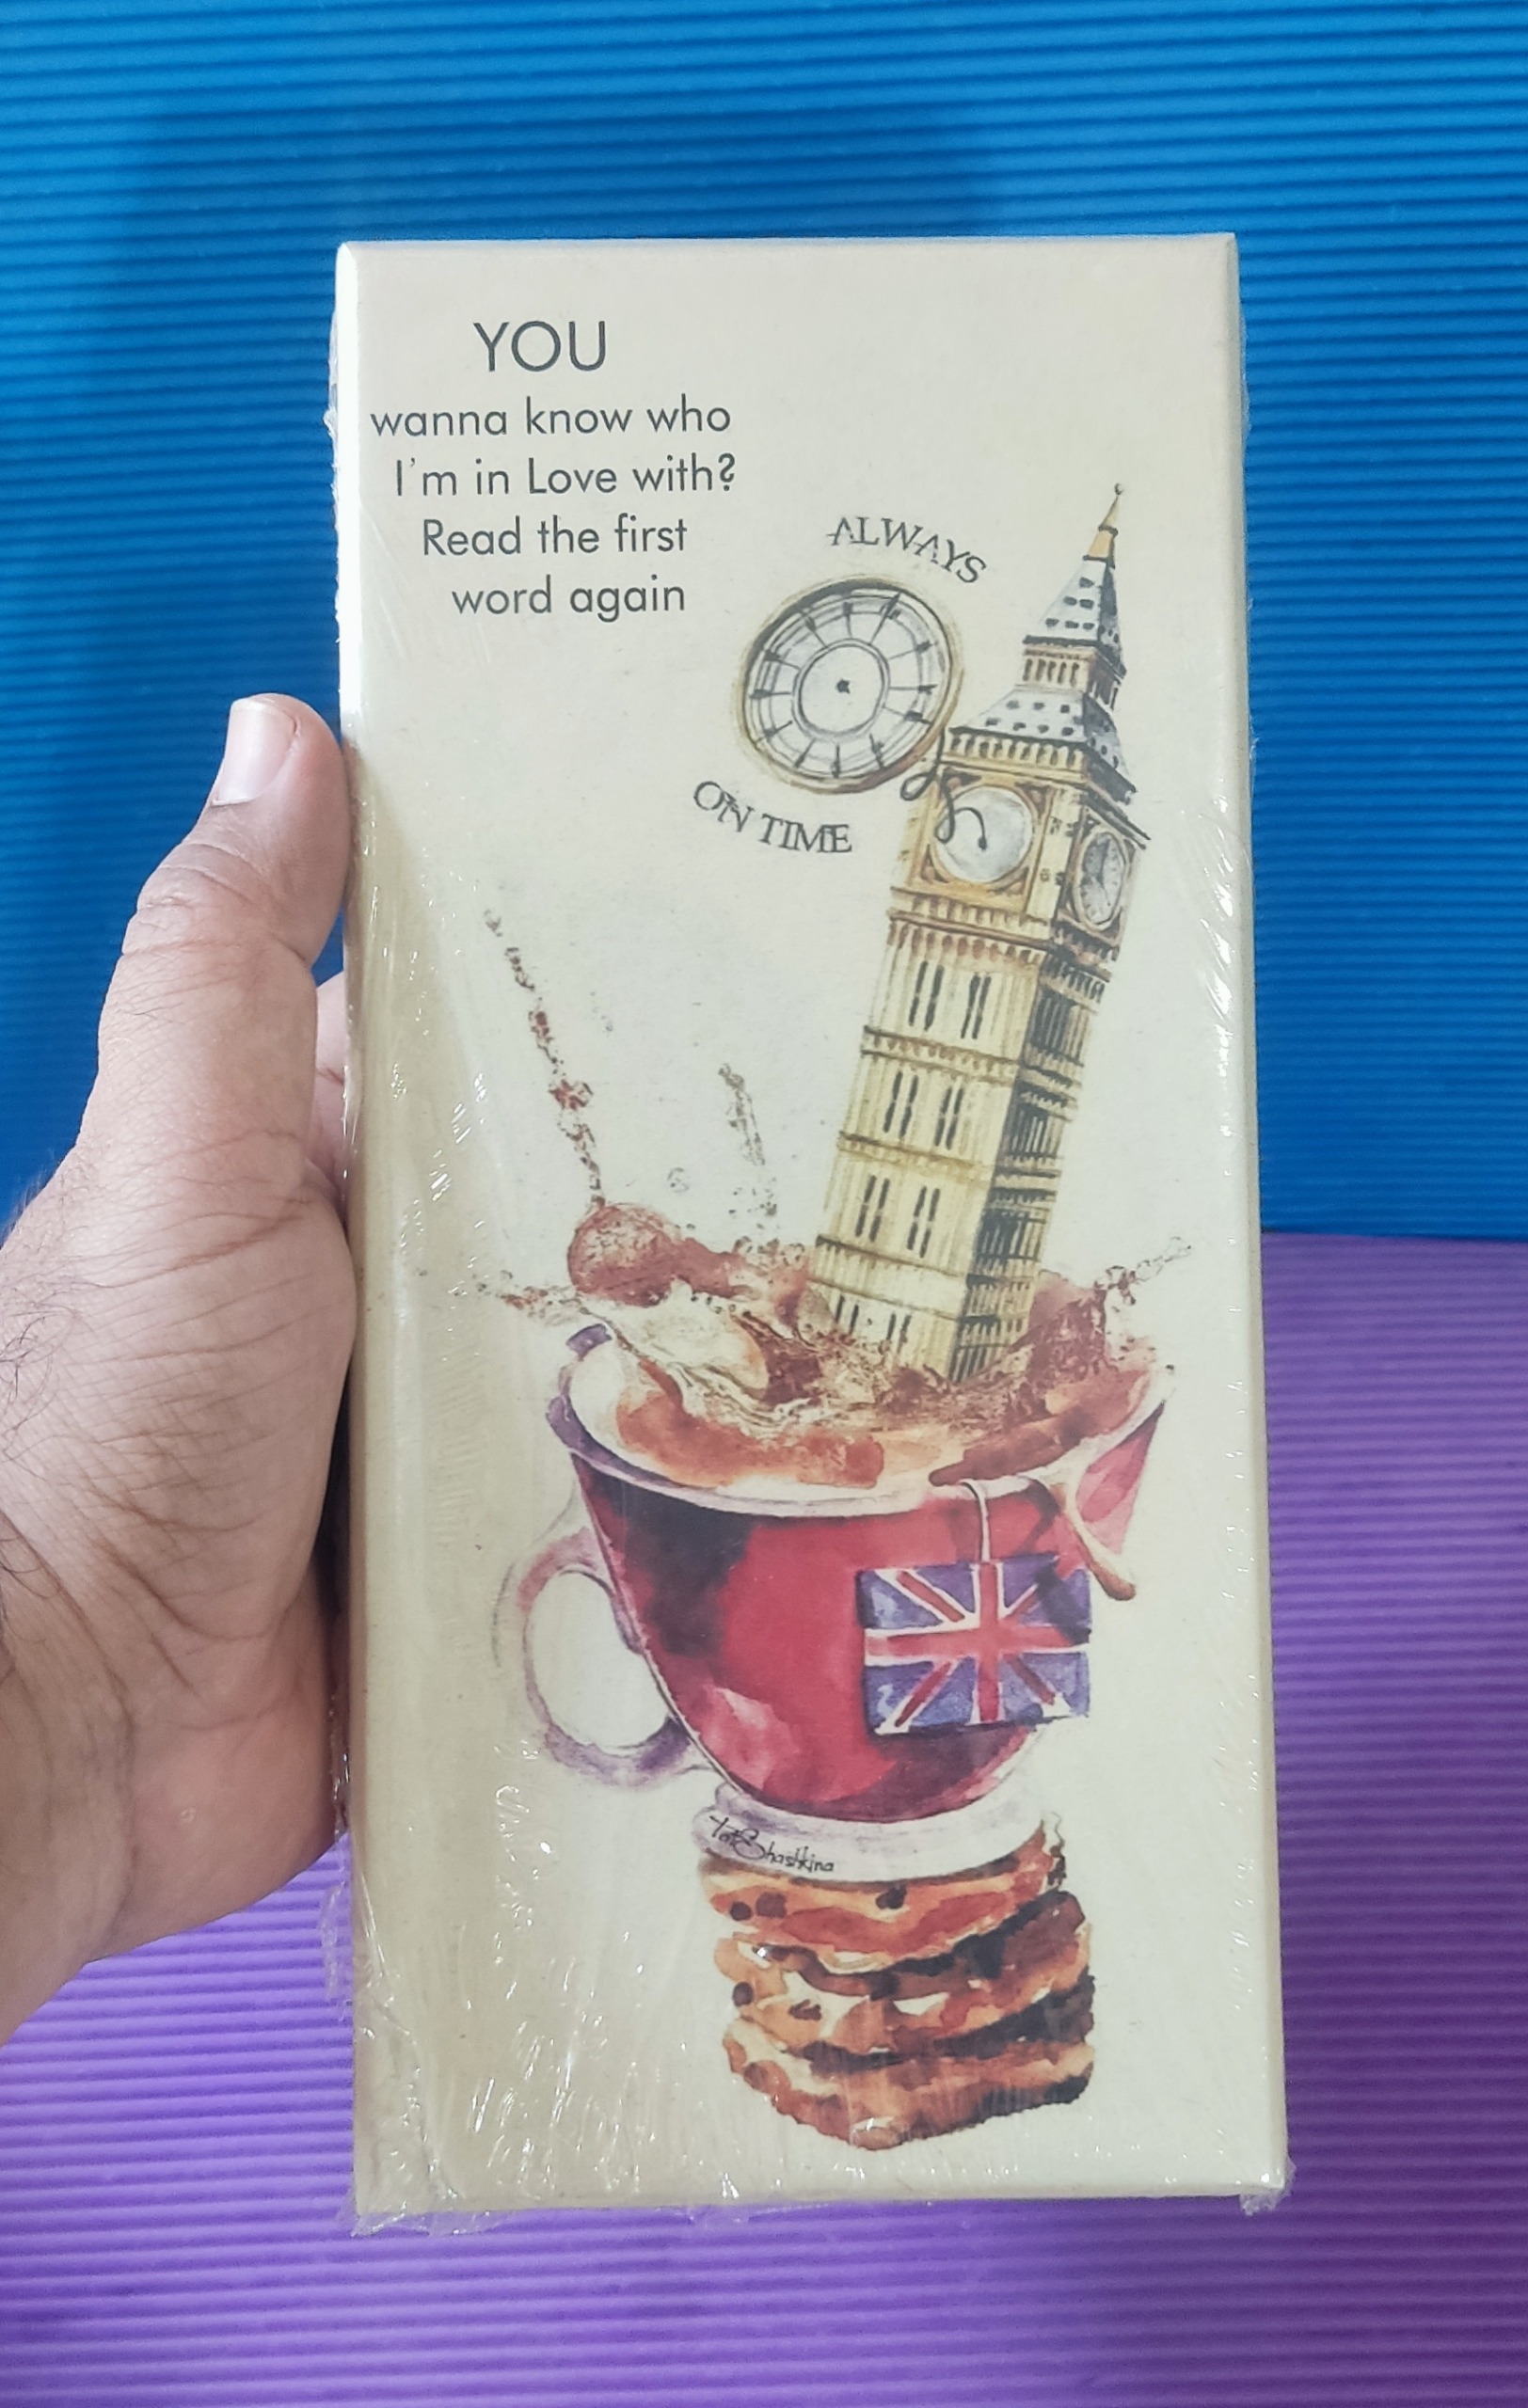 YOU
wanna know who
I'm in Love with?
Read the first
word again
ALWAYS
ON TIME